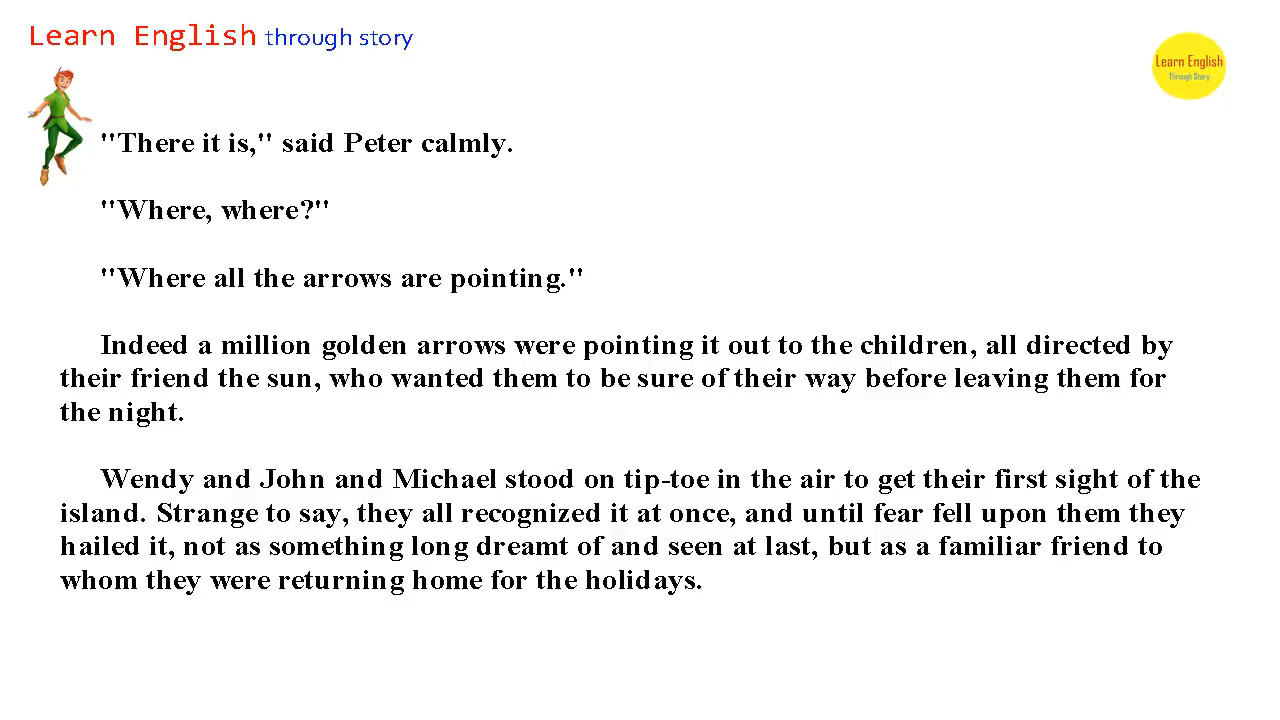 Learn English through story
Learn English
Through Story
"There it is," said Peter calmly.
"Where, where?"
"Where all the arrows are pointing."
Indeed a million golden arrows were pointing it out to the children, all directed by
their friend the sun, who wanted them to be sure of their way before leaving them for
the night.
Wendy and John and Michael stood on tip-toe in the air to get their first sight of the
island. Strange to say, they all recognized it at once, and until fear fell upon them they
hailed it, not as something long dreamt of and seen at last, but as a familiar friend to
whom they were returning home for the holidays.